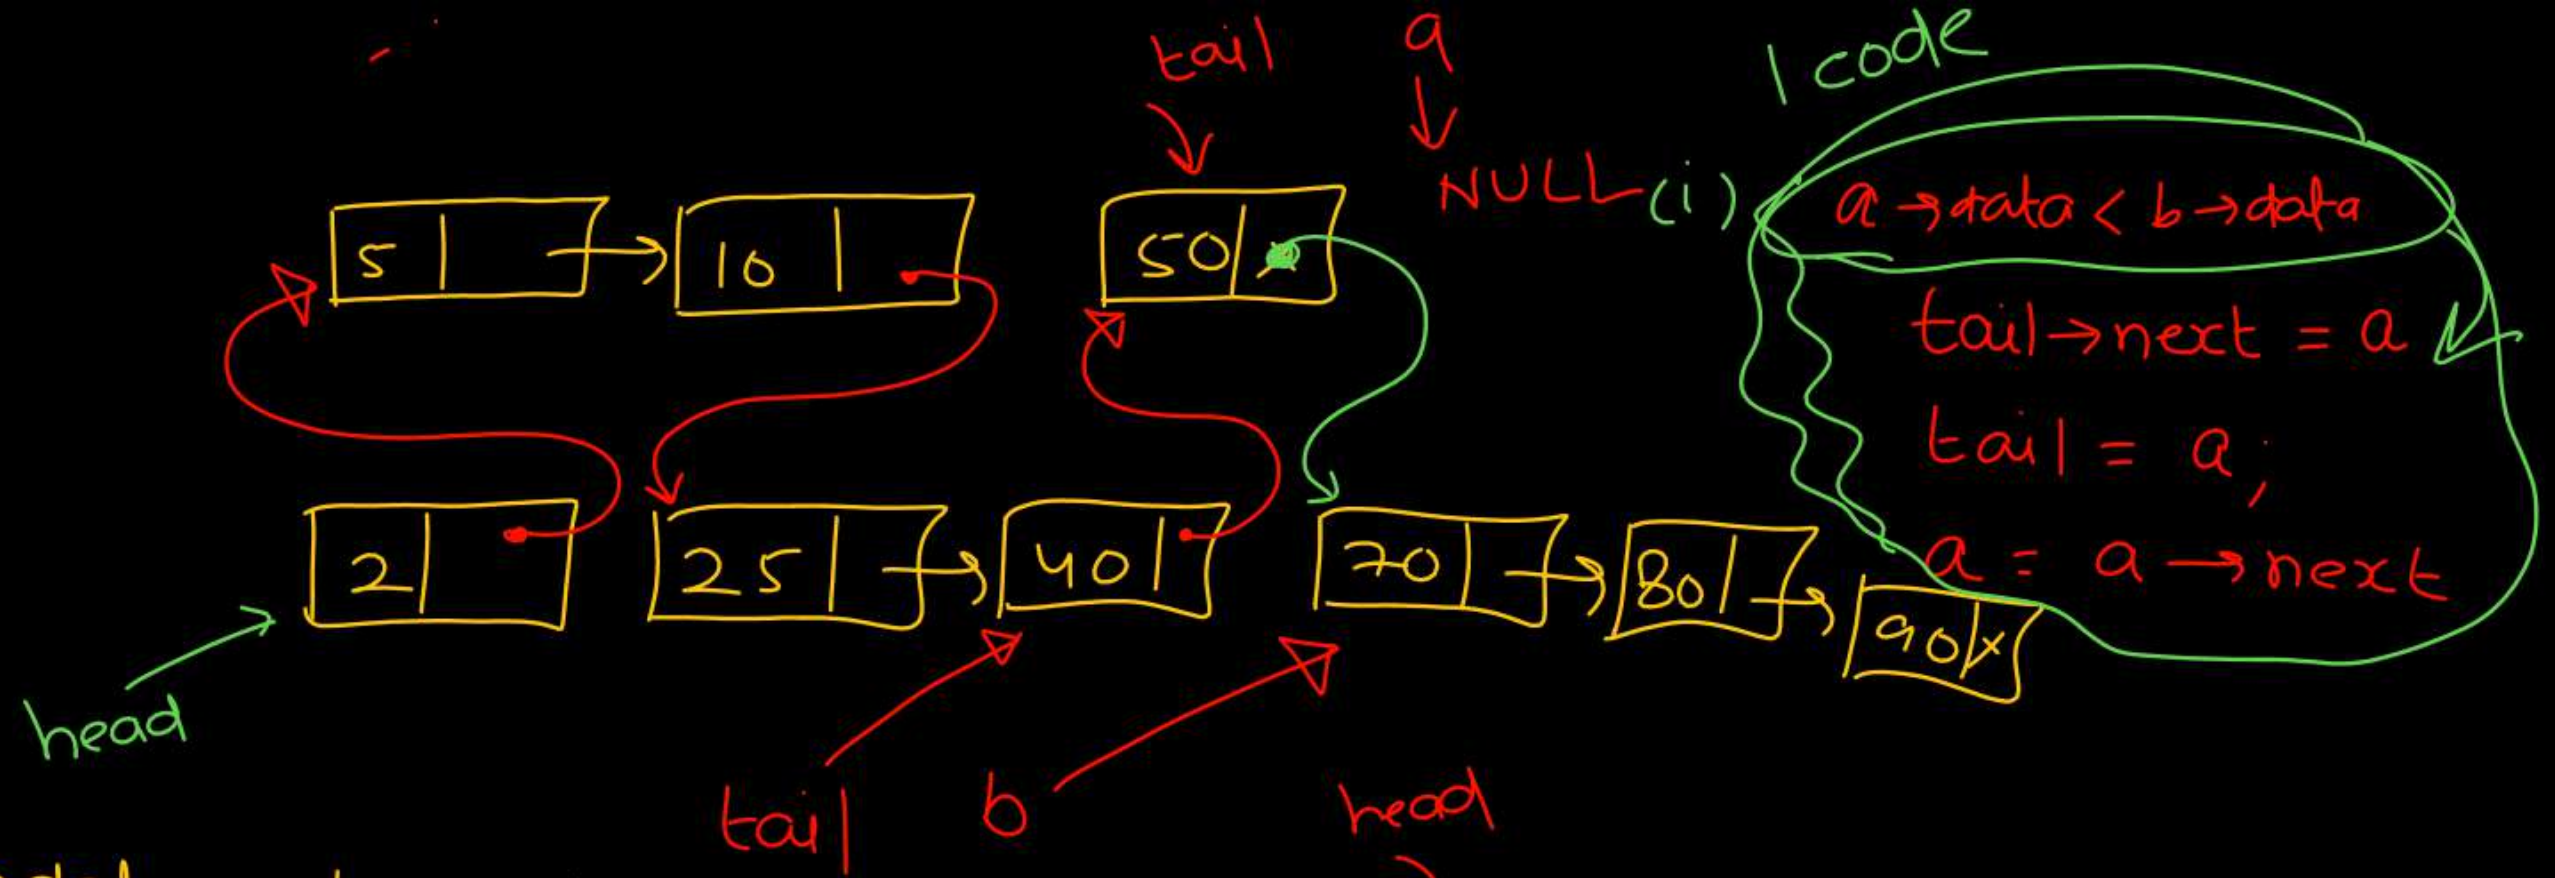 1 code
tail
a
NULL
(i) a → data < b → data
5
10
50
tail → next = a
tail = a;
a = a → next
2
25
40
70
80
90
head
tail
b
head